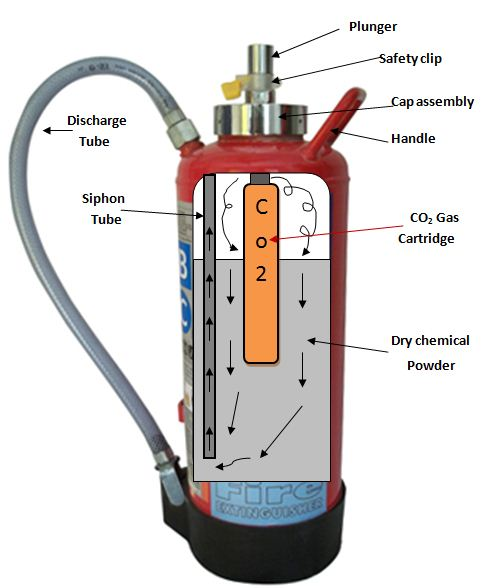 Plunger
Safety clip
Cap assembly
Handle
Discharge
Tube
Siphon
Tube
C
o
2
CO₂ Gas
Cartridge
Dry chemical
Powder
B
C
Fire
EXTINGUISHER